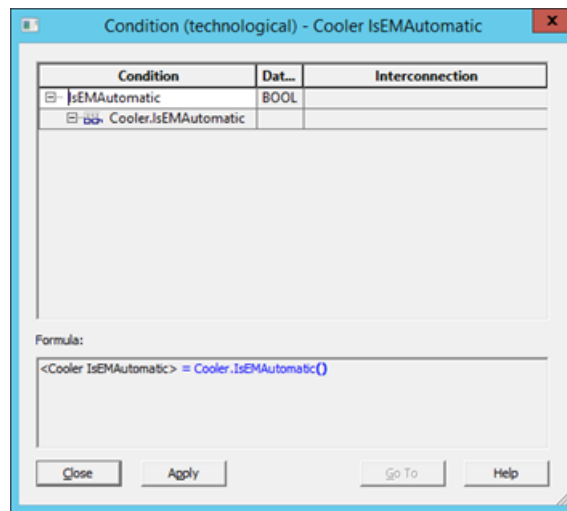 Condition (technological) - Cooler IsEMAutomatic
x
Condition Dat... Interconnection
IsEMAutomatic BOOL
Cooler.IsEMAutomatic
Formula:
<Cooler IsEMAutomatic> = Cooler.IsEMAutomatic()
Close Apply Go To Help